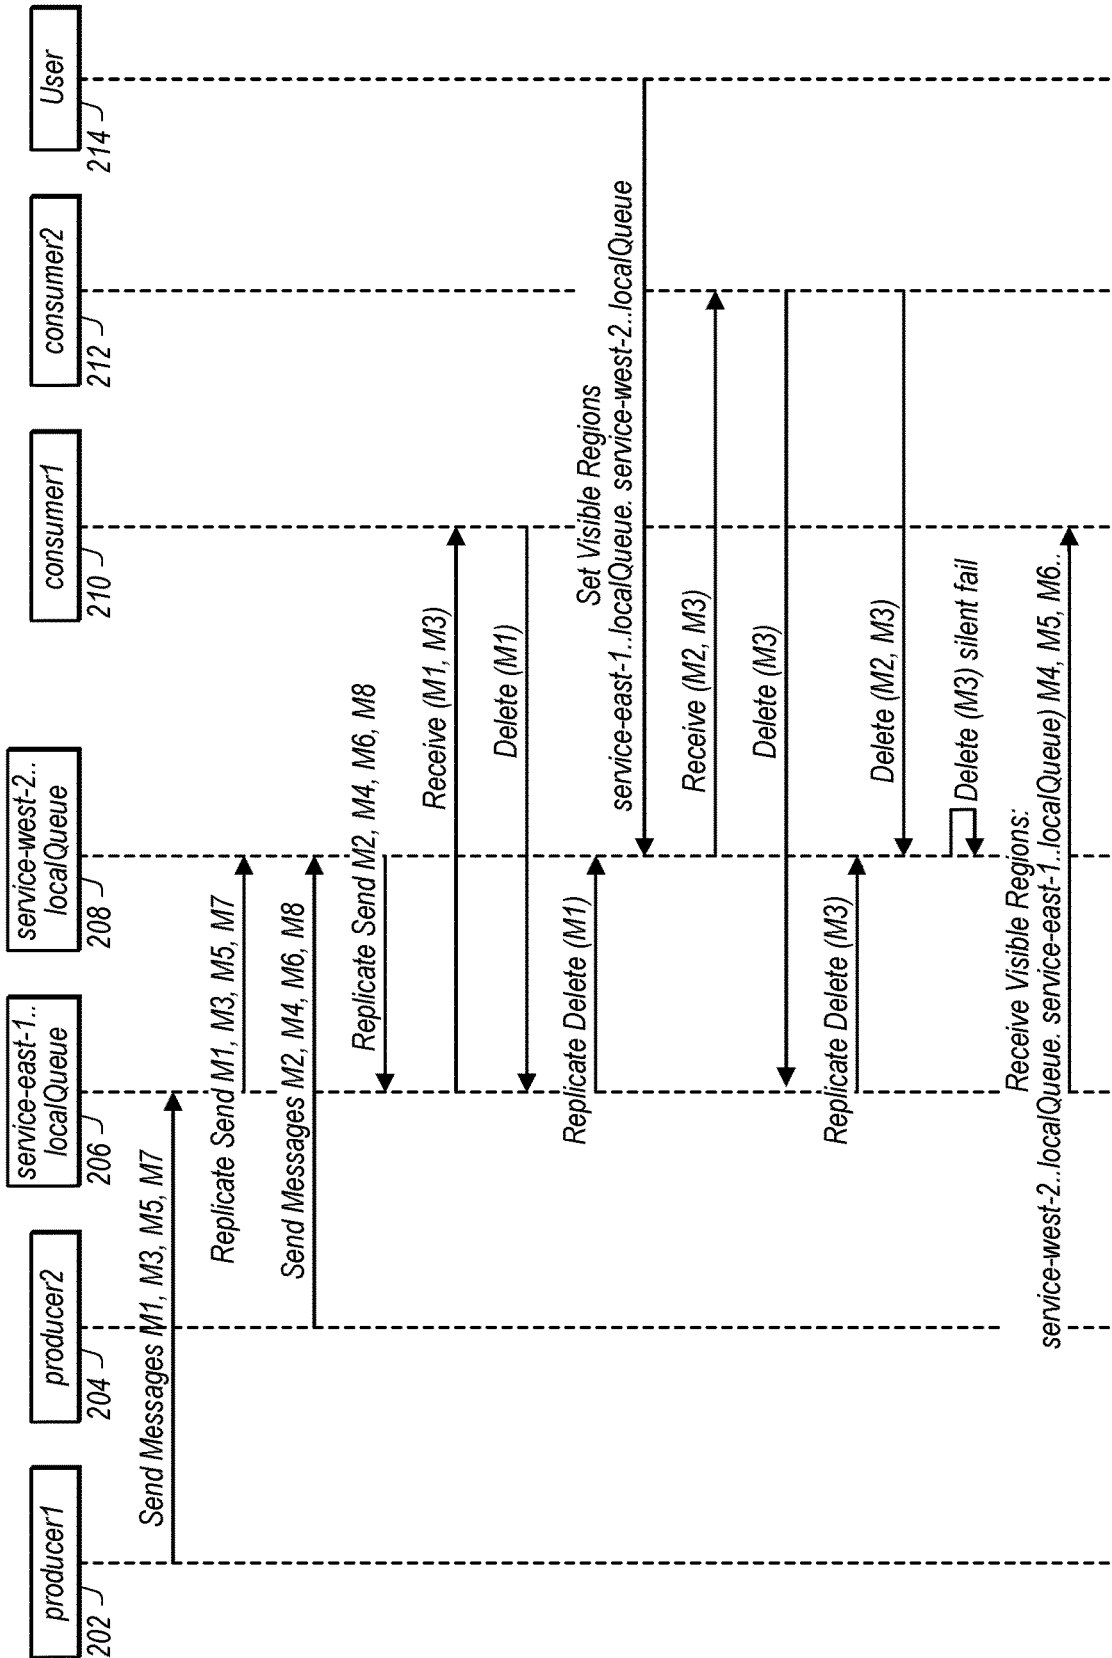 producer1
202
producer2
204
service-east-1..
localQueue
206
service-west-2..
localQueue
208
consumer1
210
consumer2
212
User
214
Send Messages M1, M3, M5, M7
Replicate Send M1, M3, M5, M7
Send Messages M2, M4, M6, M8
Replicate Send M2, M4, M6, M8
Receive (M1, M3)
Delete (M1)
Replicate Delete (M1)
Set Visible Regions
service-east-1..localQueue. service-west-2..localQueue
Receive (M2, M3)
Delete (M3)
Replicate Delete (M3)
Delete (M2, M3)
Delete (M3) silent fail
Receive Visible Regions:
service-west-2..localQueue. service-east-1..localQueue) M4, M5, M6..